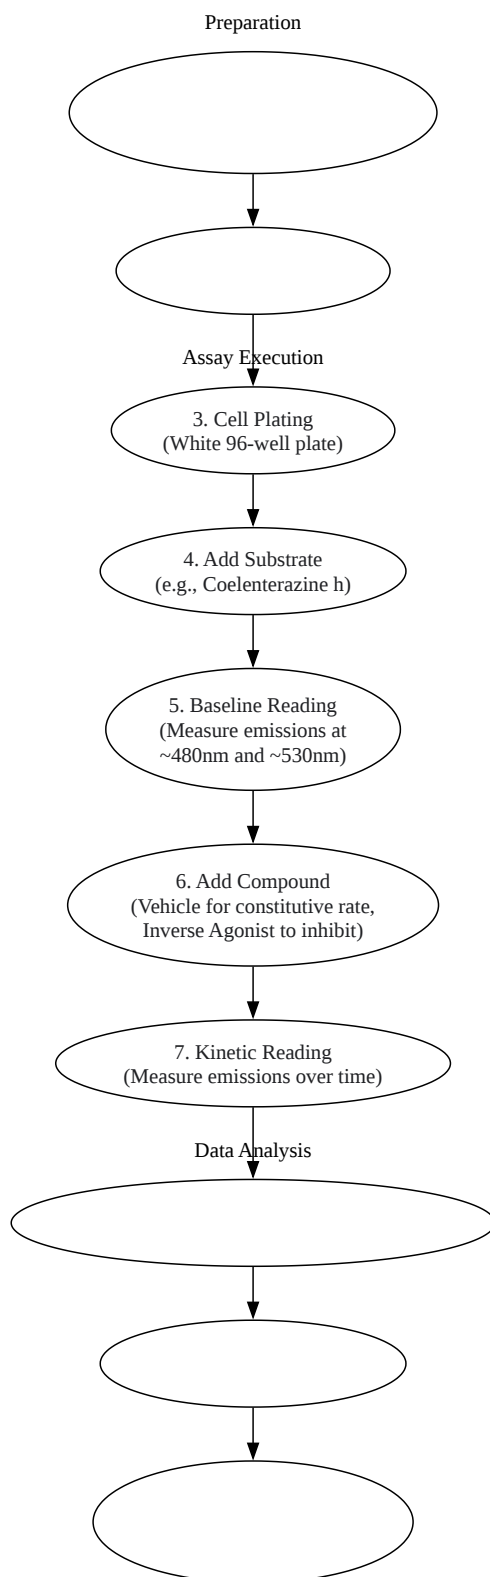 Preparation
Assay Execution
3. Cell Plating
(White 96-well plate)
4. Add Substrate
(e.g., Coelenterazine h)
5. Baseline Reading
(Measure emissions at
~480nm and ~530nm)
6. Add Compound
(Vehicle for constitutive rate,
Inverse Agonist to inhibit)
7. Kinetic Reading
(Measure emissions over time)
Data Analysis